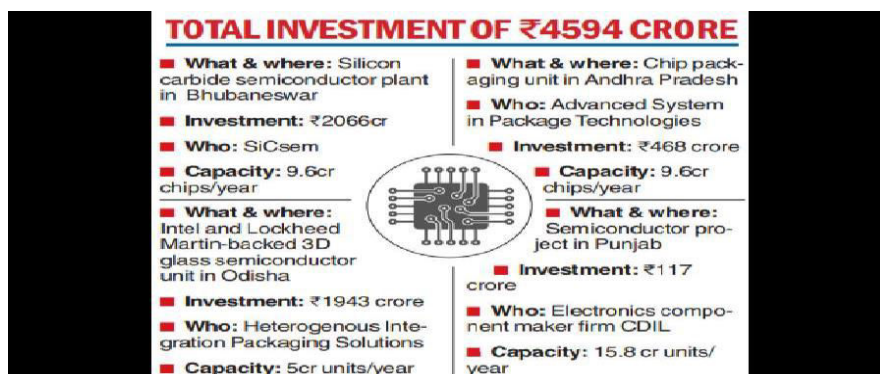 TOTAL INVESTMENT OF ₹4594 CRORE
What & where: Silicon
carbide semiconductor plant
in Bhubaneswar
Investment: ₹2066cr
Who: SiCsem
Capacity: 9.6cr
chips/year
What & where:
Intel and Lockheed
Martin-backed 3D
glass semiconductor
unit in Odisha
Investment: ₹1943 crore
Who: Heterogenous Inte-
gration Packaging Solutions
Capacity: 5cr units/year
What & where: Chip pack-
aging unit in Andhra Pradesh
Who: Advanced System
in Package Technologies
Investment: ₹468 crore
Capacity: 9.6cr
chips/year
What & where:
Semiconductor pro-
ject in Punjab
Investment: ₹117
crore
Who: Electronics compo-
nent maker firm CDIL
Capacity: 15.8 cr units/
year